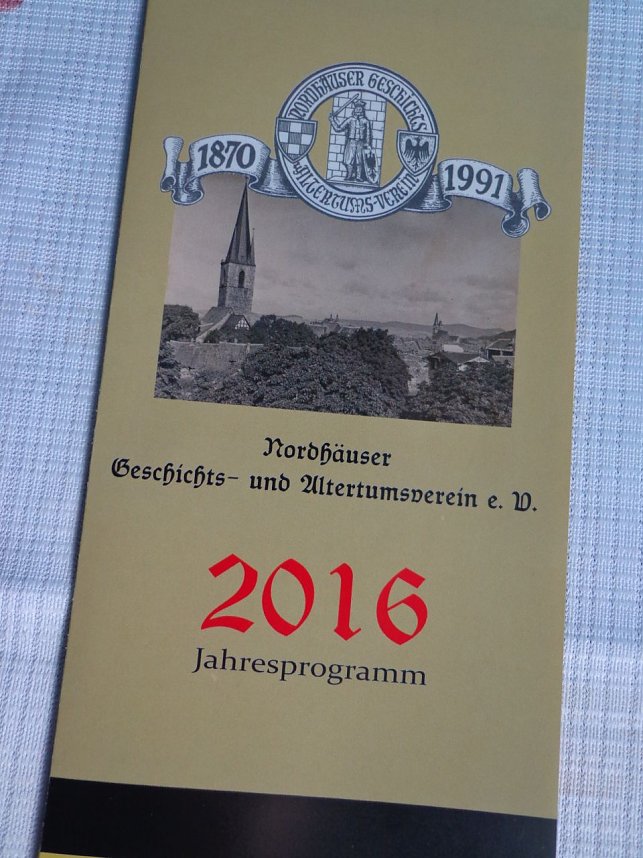 NORDHÄUSER GESCHICHTS
1870
1991
ALTERTUMS-VEREIN
Nordhäuser
Geschichts- und Altertumsverein e. V.
2016
Jahresprogramm